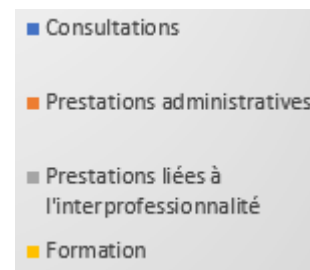 Consultations
Prestations administratives
Prestations liées à
l'interprofessionnalité
Formation